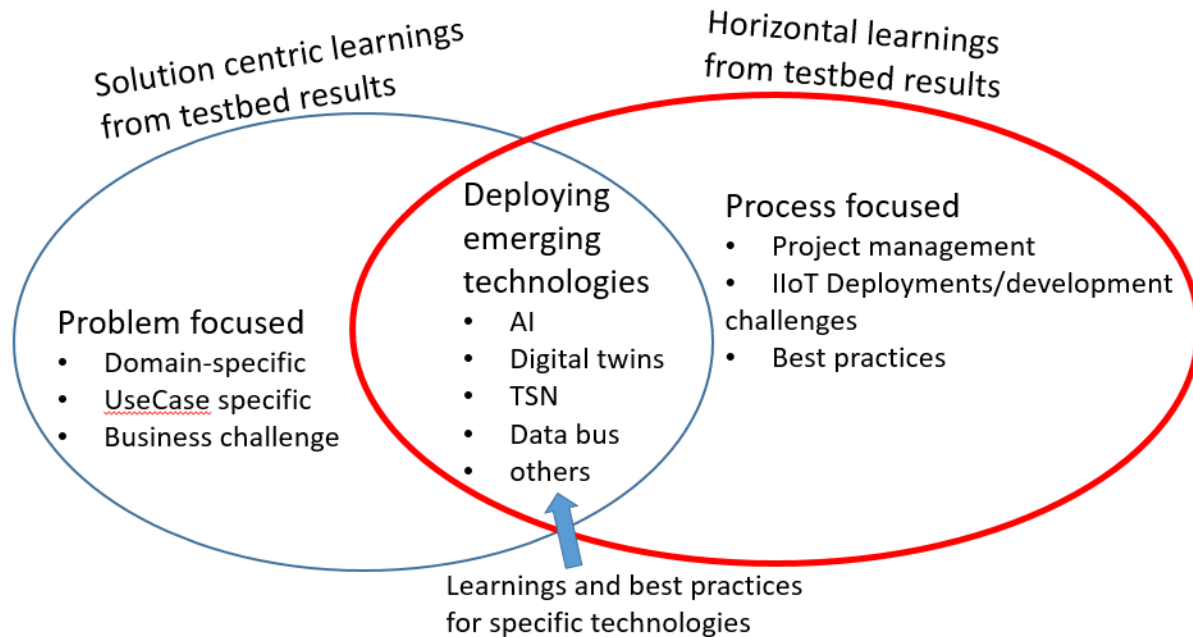 Solution centric learnings
from testbed results
Horizontal learnings
from testbed results
Problem focused
• Domain-specific
• UseCase specific
• Business challenge
Deploying
emerging
technologies
• AI
• Digital twins
• TSN
• Data bus
• others
Process focused
• Project management
• IIoT Deployments/development
challenges
• Best practices
Learnings and best practices
for specific technologies